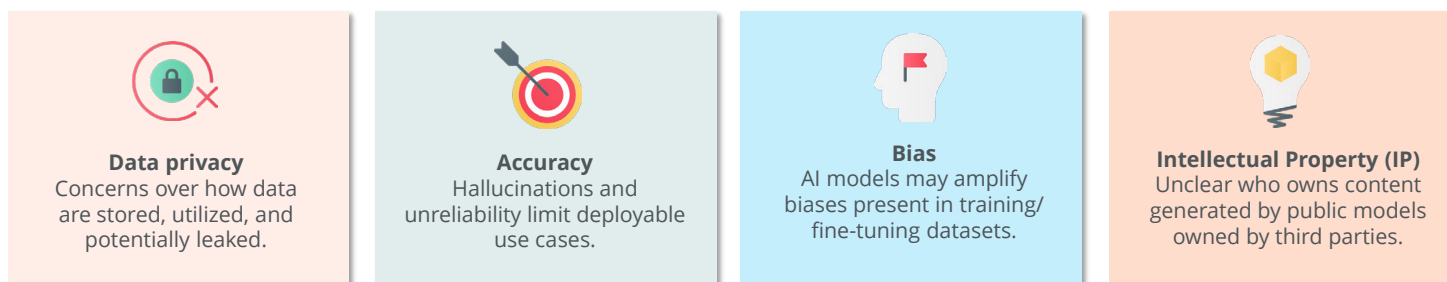 Data privacy
Concerns over how data
are stored, utilized, and
potentially leaked.
Accuracy
Hallucinations and
unreliability limit deployable
use cases.
Bias
AI models may amplify
biases present in training/
fine-tuning datasets.
Intellectual Property (IP)
Unclear who owns content
generated by public models
owned by third parties.